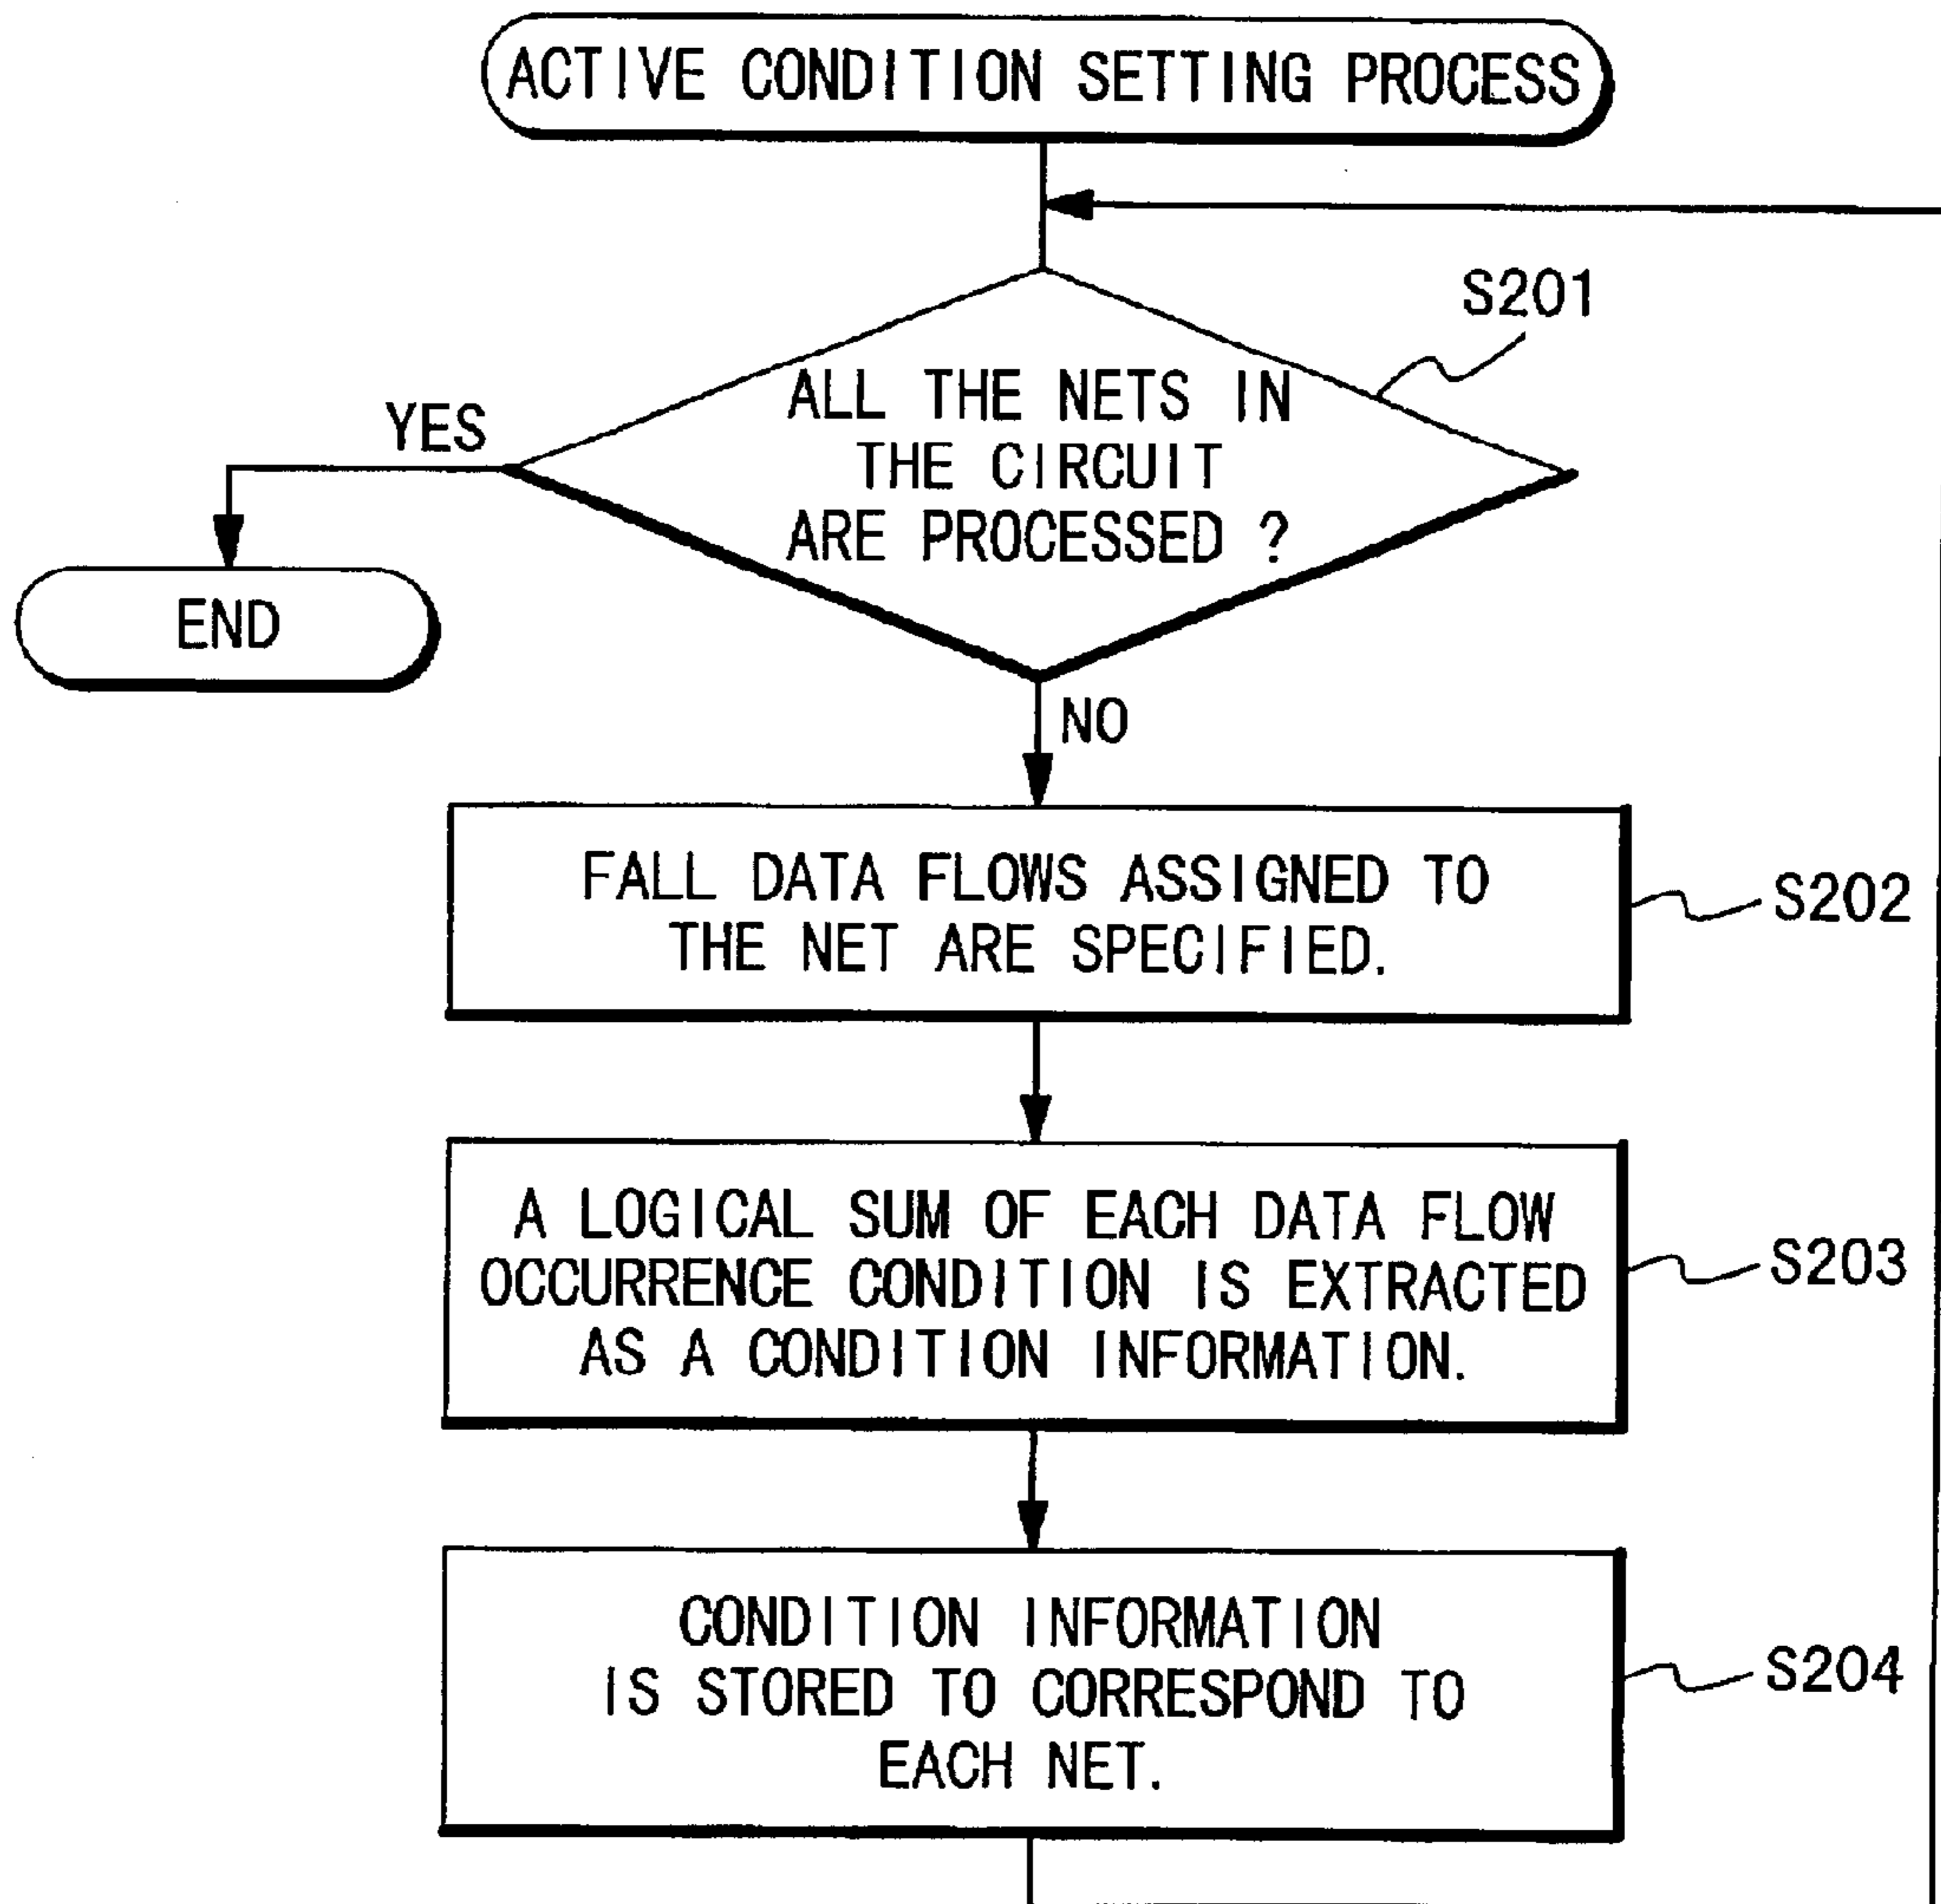 ACTIVE CONDITION SETTING PROCESS
S201
ALL THE NETS IN
THE CIRCUIT
ARE PROCESSED ?
YES
END
NO
FALL DATA FLOWS ASSIGNED TO
THE NET ARE SPECIFIED.
S202
A LOGICAL SUM OF EACH DATA FLOW
OCCURRENCE CONDITION IS EXTRACTED
AS A CONDITION INFORMATION.
S203
CONDITION INFORMATION
IS STORED TO CORRESPOND TO
EACH NET.
S204